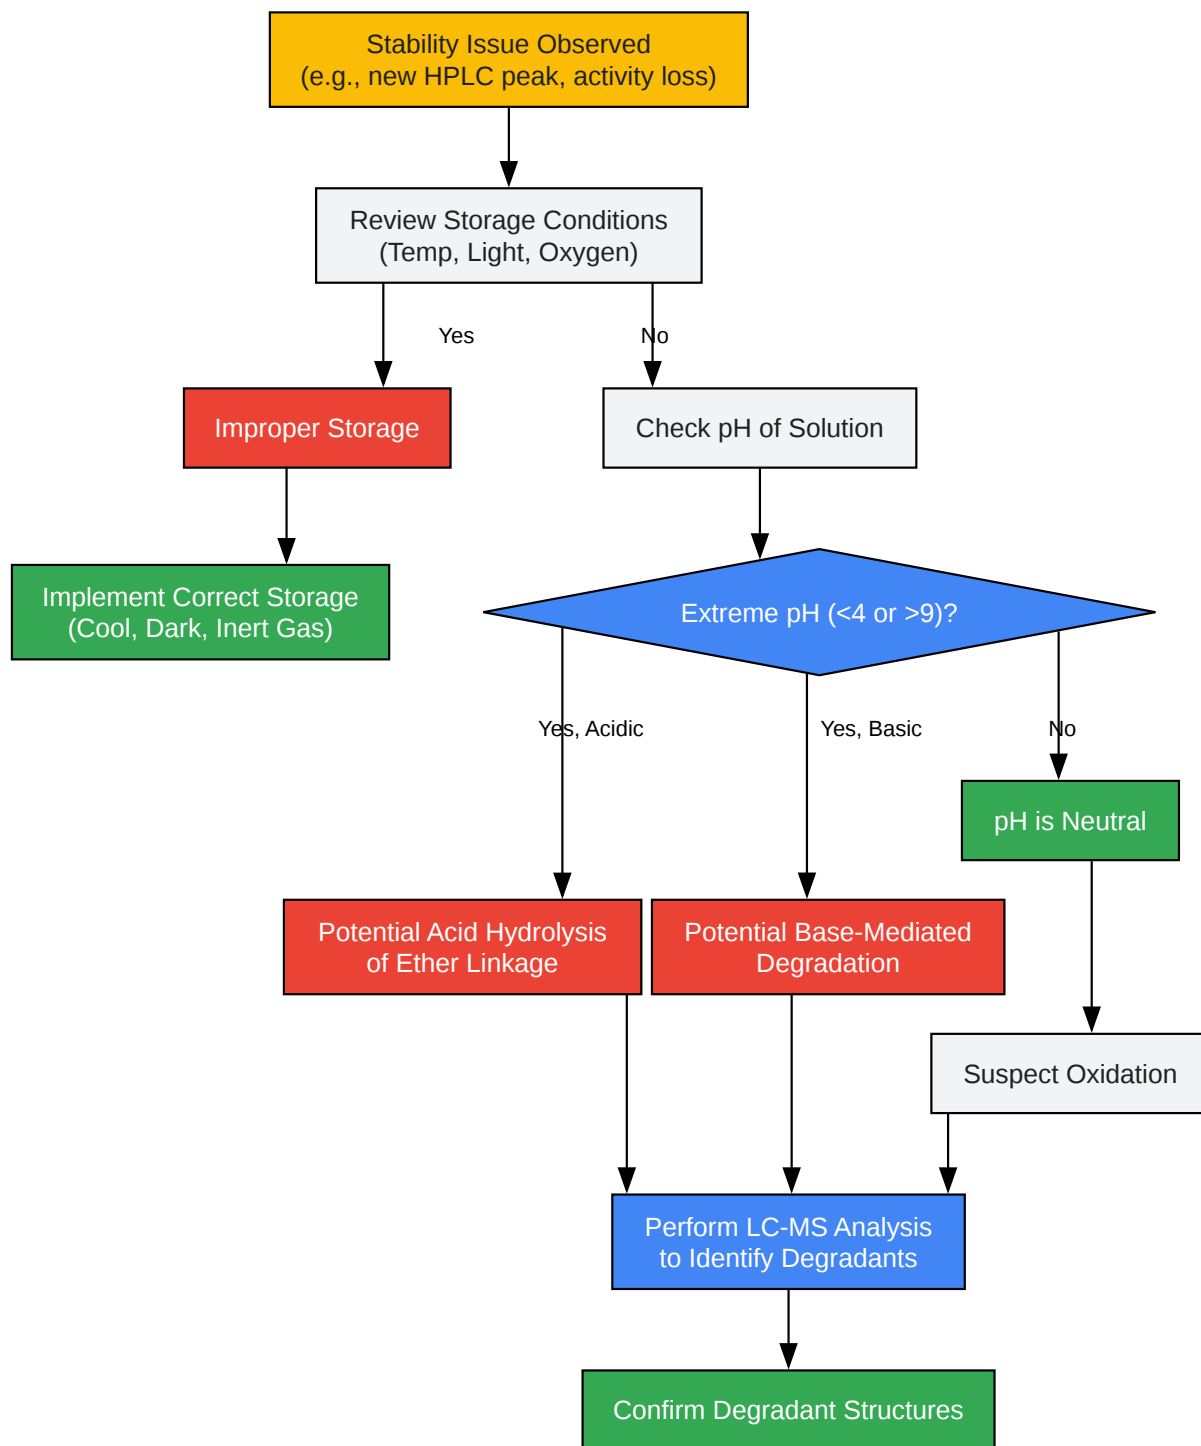 Stability Issue Observed
(e.g., new HPLC peak, activity loss)
Review Storage Conditions
(Temp, Light, Oxygen)
Yes
No
Improper Storage
Check pH of Solution
Implement Correct Storage
(Cool, Dark, Inert Gas)
Extreme pH (<4 or >9)?
Yes, Acidic
Yes, Basic
No
pH is Neutral
Potential Acid Hydrolysis
of Ether Linkage
Potential Base-Mediated
Degradation
Suspect Oxidation
Perform LC-MS Analysis
to Identify Degradants
Confirm Degradant Structures